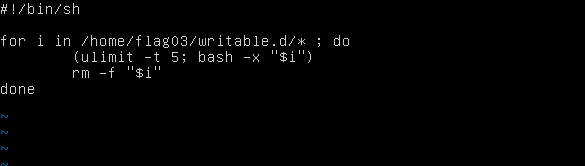 #!/bin/sh
for i in /home/flag03/writable.d/* ; do
        (ulimit -t 5; bash -x "$i")
        rm -f "$i"
done
~
~
~
~